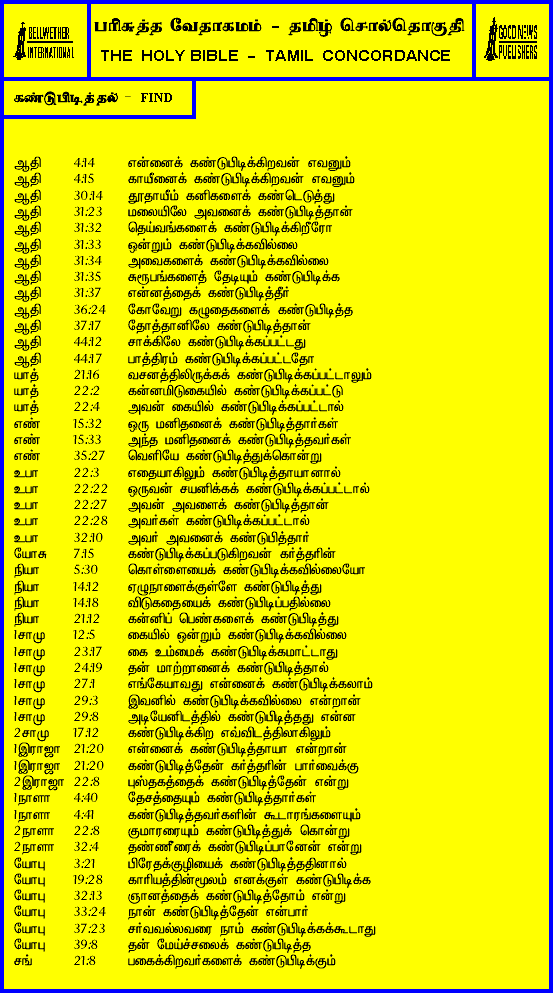 BELLWETHER
INTERNATIONAL
பரிசுத்த வேதாகமம் - தமிழ் சொல்தொகுதி
THE HOLY BIBLE - TAMIL CONCORDANCE
GOOD NEWS
PUBLISHERS
கண்டுபிடித்தல் - FIND
ஆதி 4:14 என்னைக் கண்டுபிடிக்கிறவன் எவனும்
ஆதி 4:15 காயீனைக் கண்டுபிடிக்கிறவன் எவனும்
ஆதி 30:14 தூதாயீம் கனிகளைக் கண்டெடுத்து
ஆதி 31:23 மலையிலே அவனைக் கண்டுபிடித்தான்
ஆதி 31:32 தெய்வங்களைக் கண்டுபிடிக்கிறீரோ
ஆதி 31:33 ஒன்றும் கண்டுபிடிக்கவில்லை
ஆதி 31:34 அவைகளைக் கண்டுபிடிக்கவில்லை
ஆதி 31:35 சுரூபங்களைத் தேடியும் கண்டுபிடிக்க
ஆதி 31:37 என்னத்தைக் கண்டுபிடித்தீர்
ஆதி 36:24 கோவேறு கழுதைகளைக் கண்டுபிடித்த
ஆதி 37:17 தோத்தானிலே கண்டுபிடித்தான்
ஆதி 44:12 சாக்கிலே கண்டுபிடிக்கப்பட்டது
ஆதி 44:17 பாத்திரம் கண்டுபிடிக்கப்பட்டதோ
யாத் 21:16 வசனத்திலிருக்கக் கண்டுபிடிக்கப்பட்டாலும்
யாத் 22:2 கன்னமிடுகையில் கண்டுபிடிக்கப்பட்டு
யாத் 22:4 அவன் கையில் கண்டுபிடிக்கப்பட்டால்
எண் 15:32 ஒரு மனிதனைக் கண்டுபிடித்தார்கள்
எண் 15:33 அந்த மனிதனைக் கண்டுபிடித்தவர்கள்
எண் 35:27 வெளியே கண்டுபிடித்துக்கொன்று
உபா 22:3 எதையாகிலும் கண்டுபிடித்தாயானால்
உபா 22:22 ஒருவன் சயனிக்கக் கண்டுபிடிக்கப்பட்டால்
உபா 22:27 அவன் அவளைக் கண்டுபிடித்தான்
உபா 22:28 அவர்கள் கண்டுபிடிக்கப்பட்டால்
உபா 32:10 அவர் அவனைக் கண்டுபித்தார்
யோசு 7:15 கண்டுபிடிக்கப்படுகிறவன் கர்த்தரின்
நியா 5:30 கொள்ளையைக் கண்டுபிடிக்கவில்லையோ
நியா 14:12 ஏழுநாளைக்குள்ளே கண்டுபிடித்து
நியா 14:18 விடுகதையைக் கண்டுபிடிப்பதில்லை
நியா 21:12 கன்னிப் பெண்களைக் கண்டுபிடித்து
1சாமு 12:5 கையில் ஒன்றும் கண்டுபிடிக்கவில்லை
1சாமு 23:17 கை உம்மைக் கண்டுபிடிக்கமாட்டாது
1சாமு 24:19 தன் மாற்றானைக் கண்டுபிடித்தால்
1சாமு 27:1 எங்கேயாவது என்னைக் கண்டுபிடிக்கலாம்
1சாமு 29:3 இவனில் கண்டுபிடிக்கவில்லை என்றான்
1சாமு 29:8 அடியேனிடத்தில் கண்டுபிடித்தது என்ன
2சாமு 17:12 கண்டுபிடிக்கிற எவ்விடத்திலாகிலும்
1இராஜா 21:20 என்னைக் கண்டுபிடித்தாயா என்றான்
1இராஜா 21:20 கண்டுபிடித்தேன் கர்த்தரின் பார்வைக்கு
2இராஜா 22:8 புஸ்தகத்தைக் கண்டுபிடித்தேன் என்று
1நாளா 4:40 தேசத்தையும் கண்டுபிடித்தார்கள்
1நாளா 4:41 கண்டுபிடித்தவர்களின் கூடாரங்களையும்
2நாளா 22:8 குமாரரையும் கண்டுபிடித்துக் கொன்று
2நாளா 32:4 தண்ணீரைக் கண்டுபிடிப்பானேன் என்று
யோபு 3:21 பிரேதக்குழியைக் கண்டுபிடித்ததினால்
யோபு 19:28 காரியத்தின்மூலம் எனக்குள் கண்டுபிடிக்க
யோபு 32:13 ஞானத்தைக் கண்டுபிடித்தோம் என்று
யோபு 33:24 நான் கண்டுபிடித்தேன் என்பார்
யோபு 37:23 சர்வவல்லவரை நாம் கண்டுபிடிக்கக்கூடாது
யோபு 39:8 தன் மேய்ச்சலைக் கண்டுபிடித்த
சங் 21:8 பகைக்கிறவர்களைக் கண்டுபிடிக்கும்